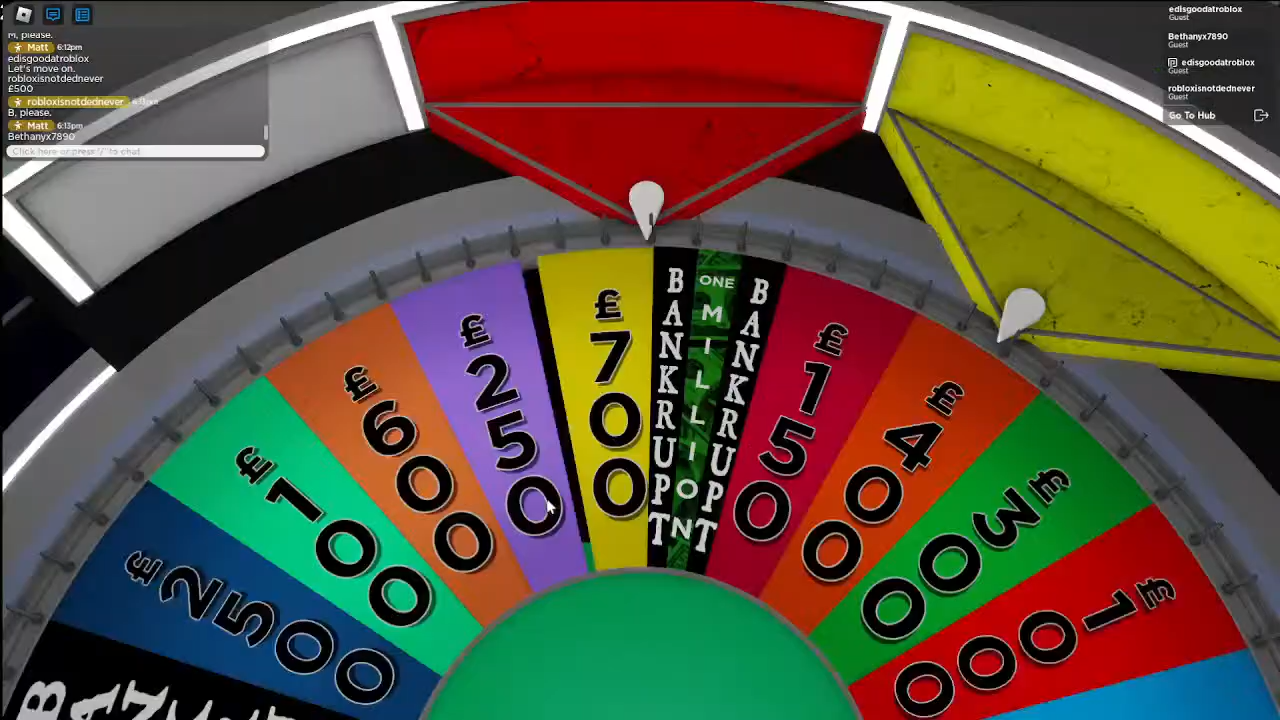 M, please.
Matt 6:12pm
edisgoodatroblox
Let's move on.
robloxisnotdednever
£500
robloxisnotdednever 6:13pm
B, please.
Matt 6:13pm
Bethanyx7890
Click here or press '/' to chat
edisgoodatroblox
Guest
Bethanyx7890
Guest
edisgoodatroblox
Guest
robloxisnotdednever
Guest
Go To Hub
£2500
£100
£600
£250
£700
BANKRUPT
ONE MILLION
BANKRUPT
£150
£400
£300
£1000